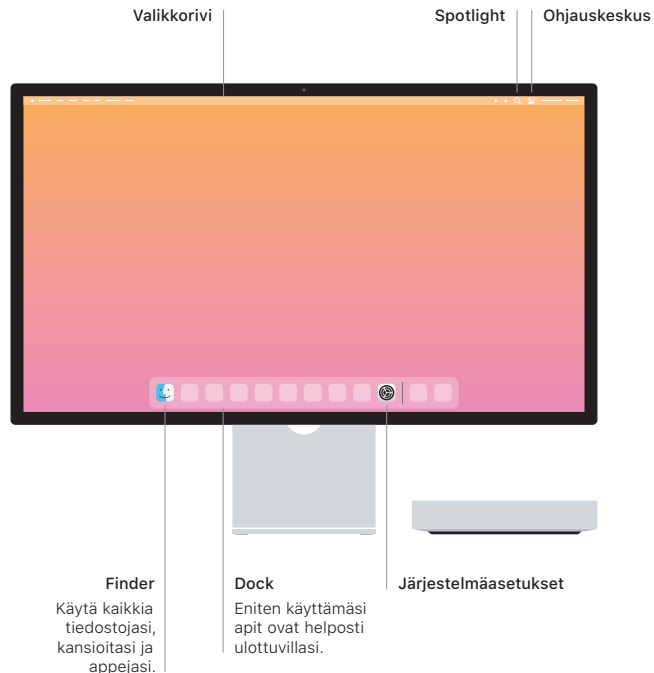 Valikkorivi
Spotlight
Ohjauskeskus
Finder
Käytä kaikkia
tiedostojasi,
kansioitasi ja
appejasi.
Dock
Eniten käyttämäsi
apit ovat helposti
ulottuvillasi.
Järjestelmäasetukset